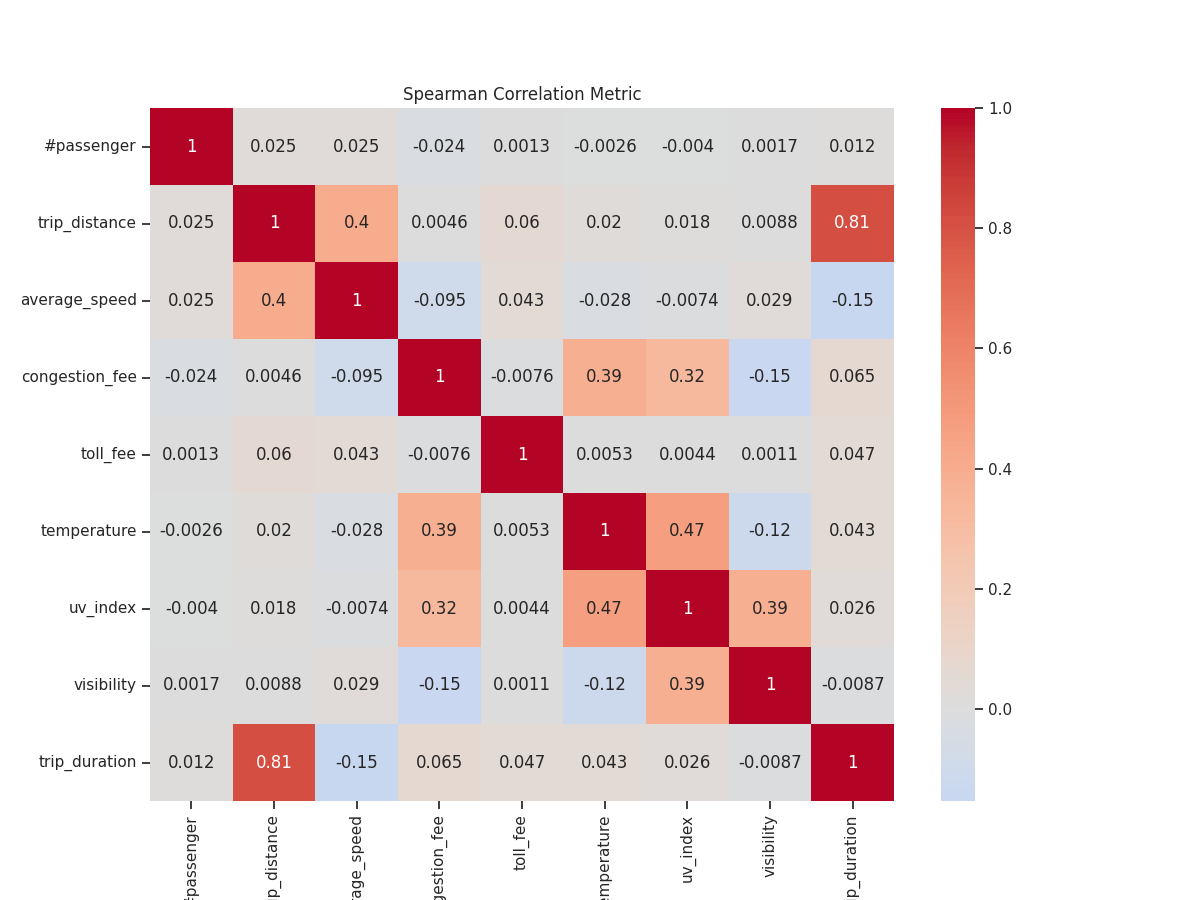 Spearman Correlation Metric
#passenger 1 0.025 0.025 -0.024 0.0013 -0.0026 -0.004 0.0017 0.012
trip_distance 0.025 1 0.4 0.0046 0.06 0.02 0.018 0.0088 0.81
average_speed 0.025 0.4 1 -0.095 0.043 -0.028 -0.0074 0.029 -0.15
congestion_fee -0.024 0.0046 -0.095 1 -0.0076 0.39 0.32 -0.15 0.065
toll_fee 0.0013 0.06 0.043 -0.0076 1 0.0053 0.0044 0.0011 0.047
temperature -0.0026 0.02 -0.028 0.39 0.0053 1 0.47 -0.12 0.043
uv_index -0.004 0.018 -0.0074 0.32 0.0044 0.47 1 0.39 0.026
visibility 0.0017 0.0088 0.029 -0.15 0.0011 -0.12 0.39 1 -0.0087
trip_duration 0.012 0.81 -0.15 0.065 0.047 0.043 0.026 -0.0087 1
#passenger
ip_distance
rage_speed
gestion_fee
toll_fee
emperature
uv_index
visibility
ip_duration
1.0
0.8
0.6
0.4
0.2
0.0